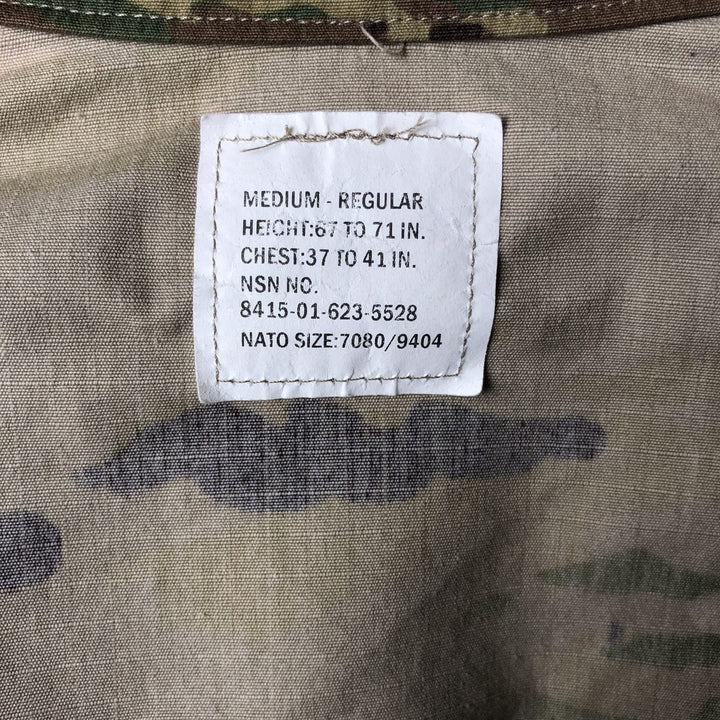 MEDIUM - REGULAR
HEIGHT:67 TO 71 IN.
CHEST:37 TO 41 IN.
NSN NO.
8415-01-623-5528
NATO SIZE:7080/9404